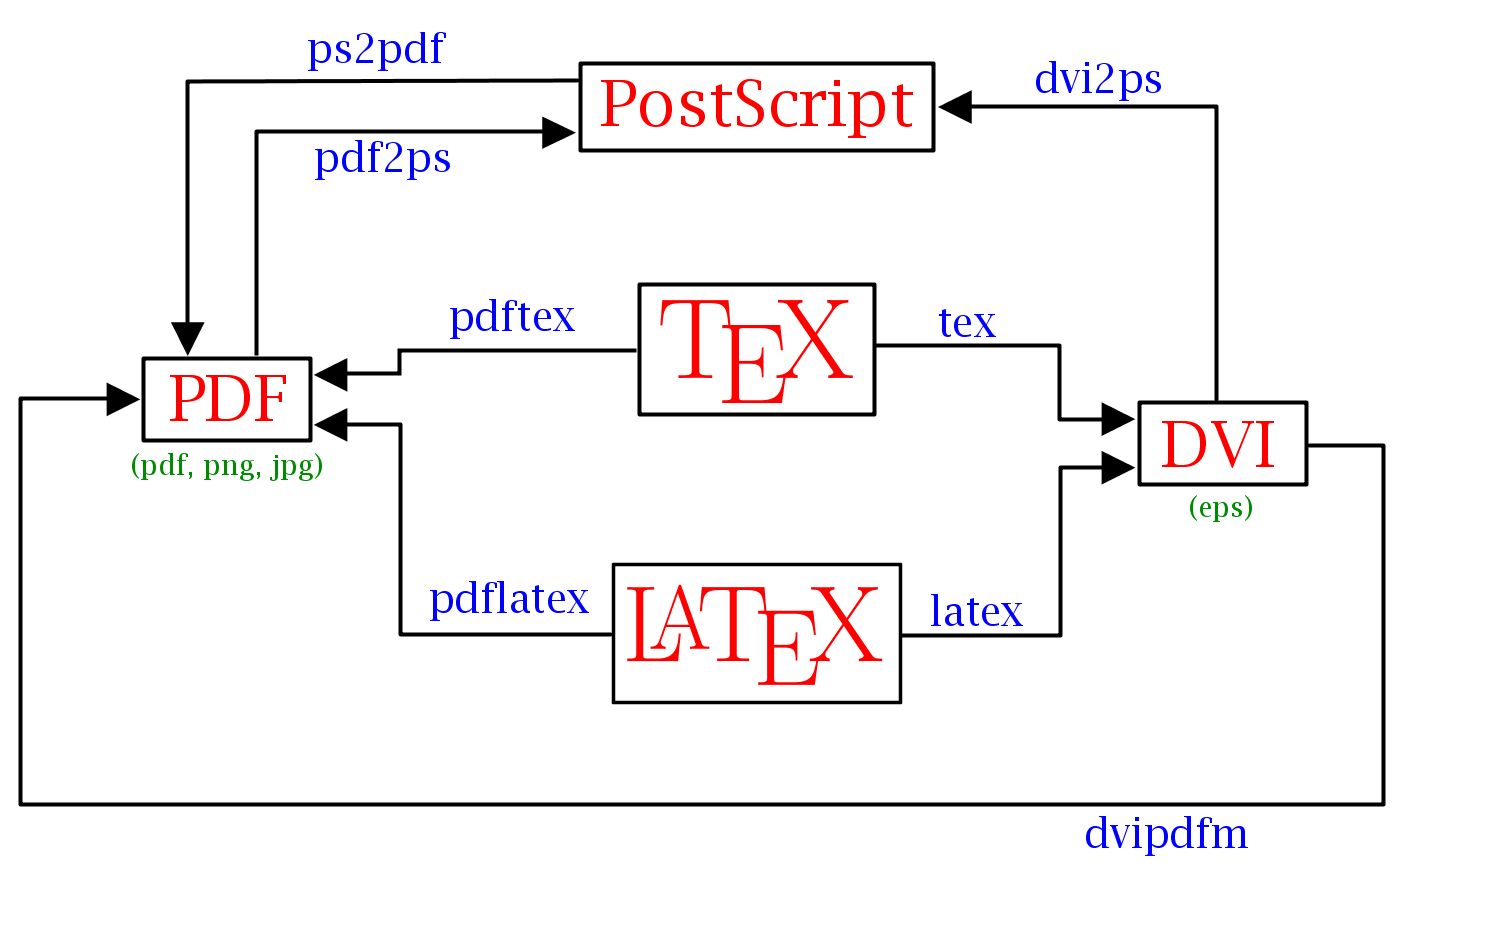 ps2pdf
PostScript
dvi2ps
pdf2ps
pdftex
TEX
tex
PDF
(pdf, png, jpg)
DVI
(eps)
pdflatex
LATEX
latex
dvipdfm